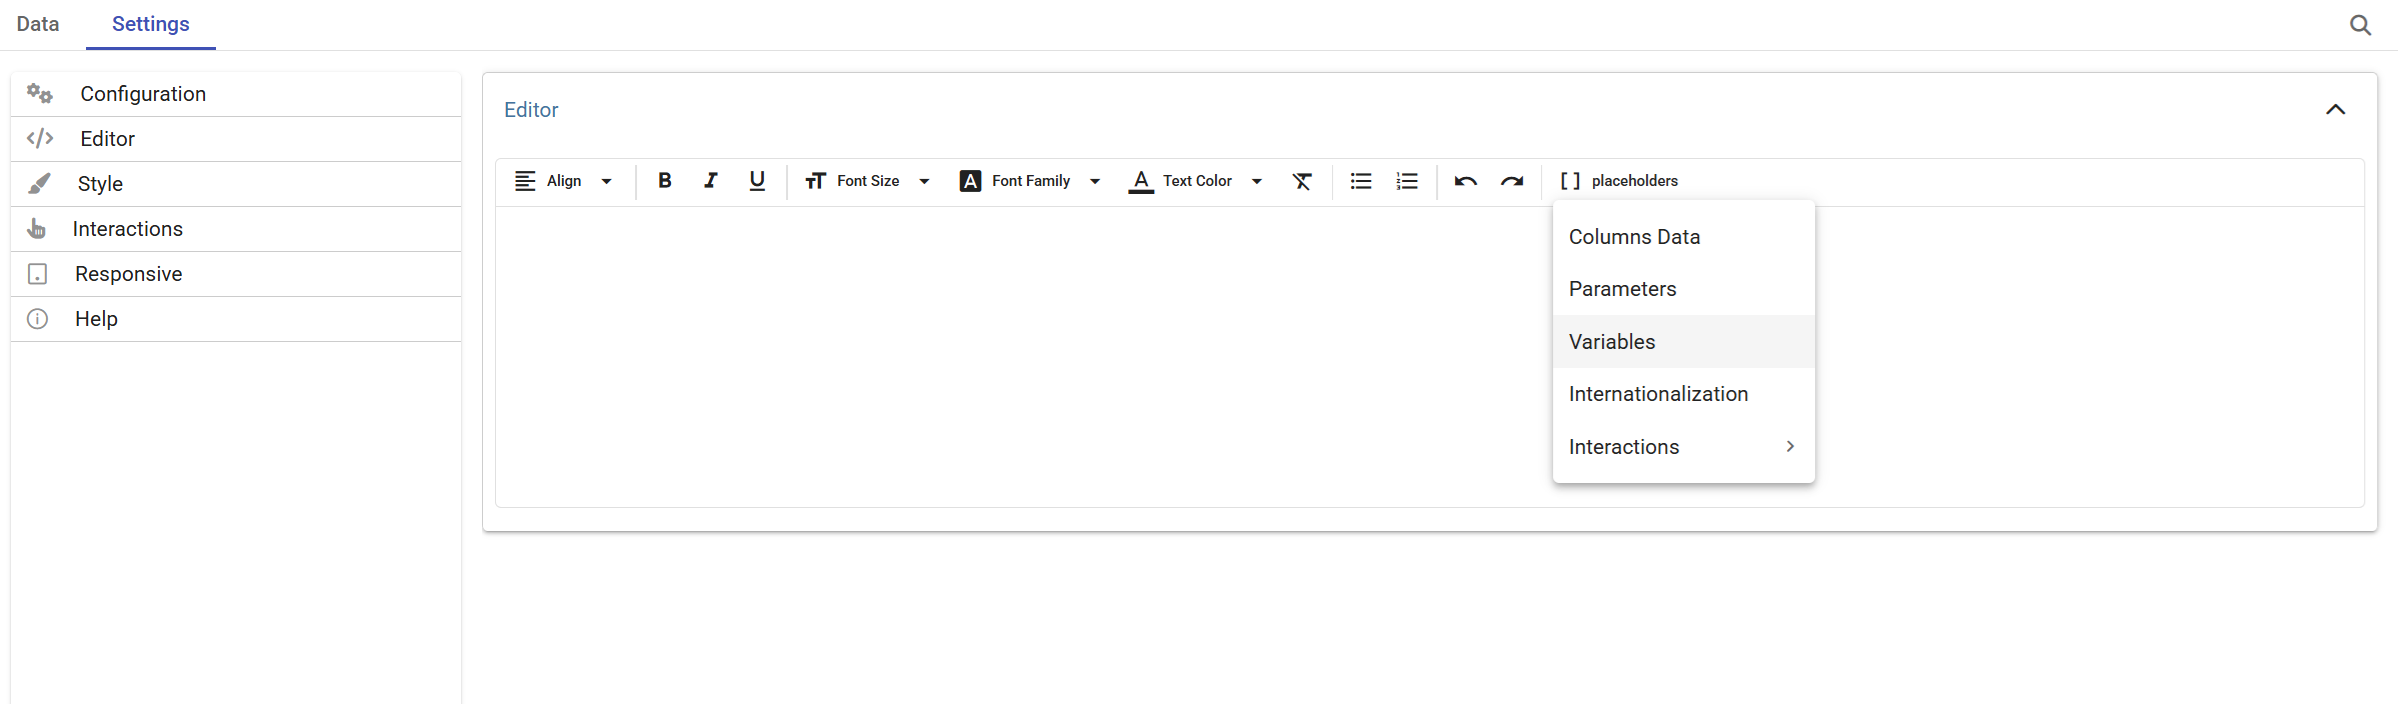 Data Settings
Configuration
Editor
Style
Interactions
Responsive
Help
Editor
Align B I U Font Size A Font Family A Text Color placeholders
Columns Data
Parameters
Variables
Internationalization
Interactions